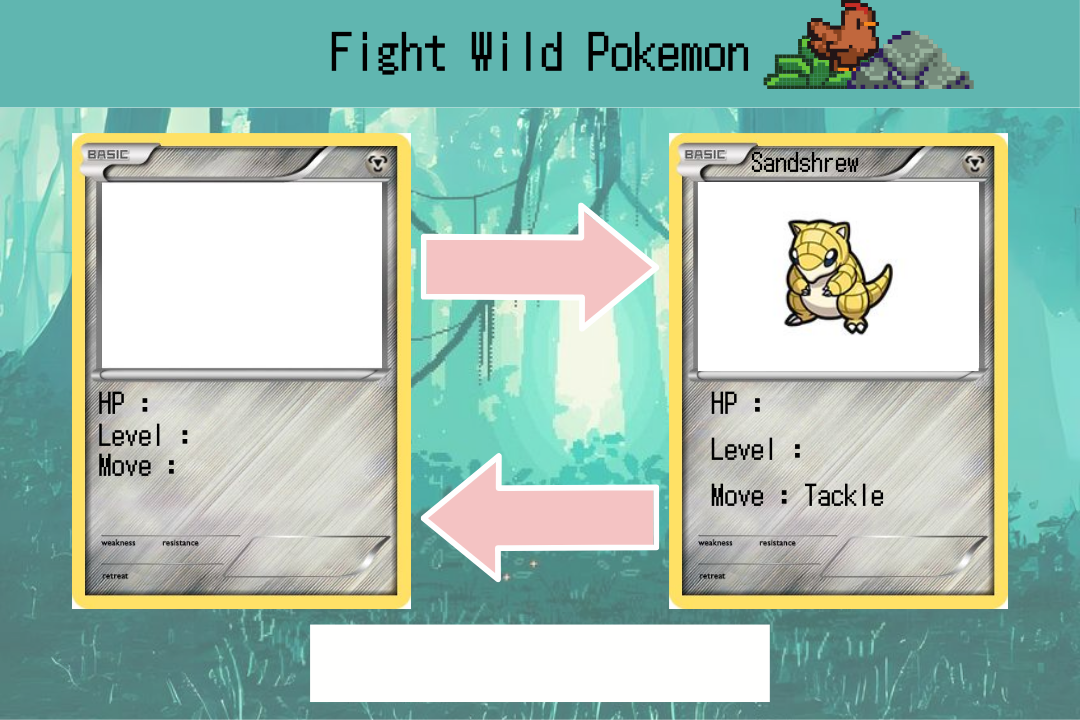 Fight Wild Pokemon
BASIC
HP :
Level :
Move :
weakness resistance
retreat
BASIC Sandshrew
HP :
Level :
Move : Tackle
weakness resistance
retreat